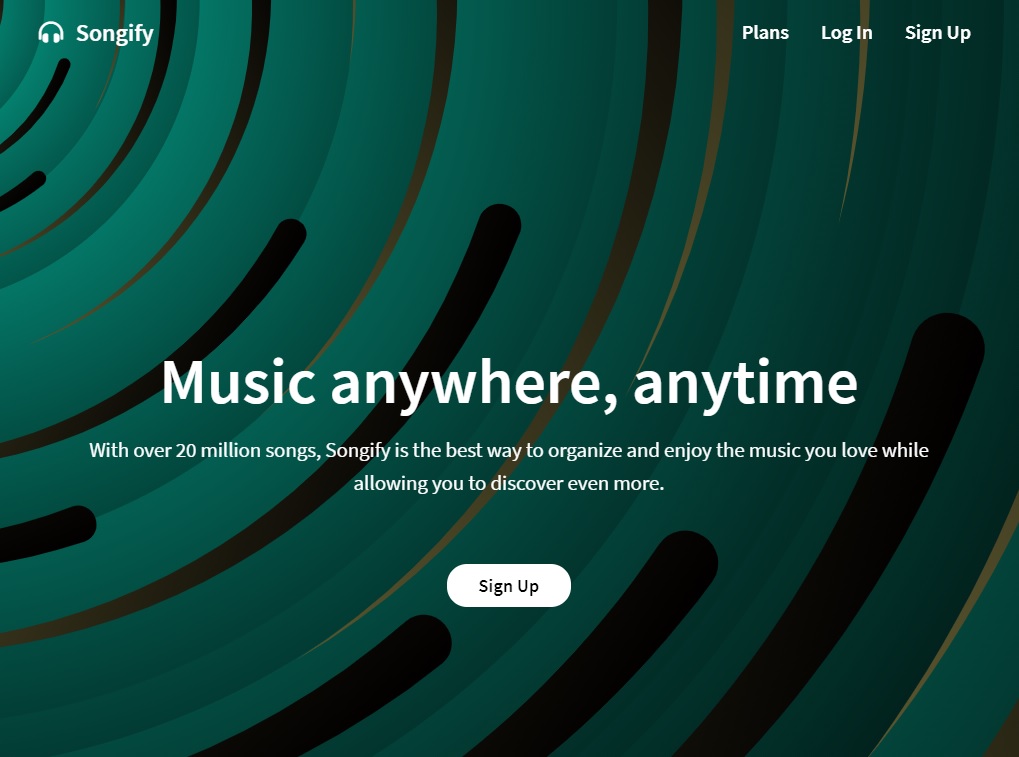 Songify
Plans
Log In
Sign Up
Music anywhere, anytime
With over 20 million songs, Songify is the best way to organize and enjoy the music you love while
allowing you to discover even more.
Sign Up